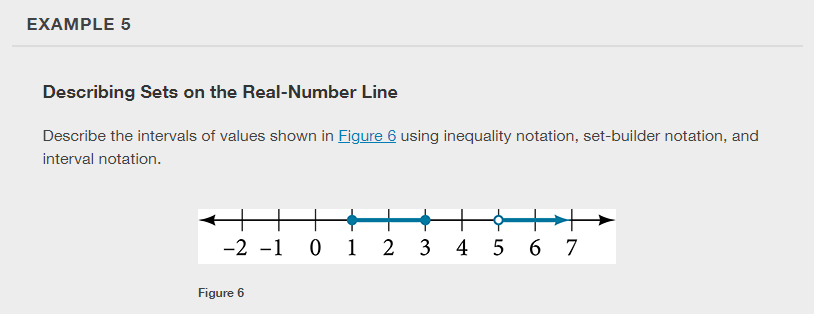 EXAMPLE 5
Describing Sets on the Real-Number Line
Describe the intervals of values shown in Figure 6 using inequality notation, set-builder notation, and
interval notation.
−2 −1 0 1 2 3 4 5 6 7
Figure 6